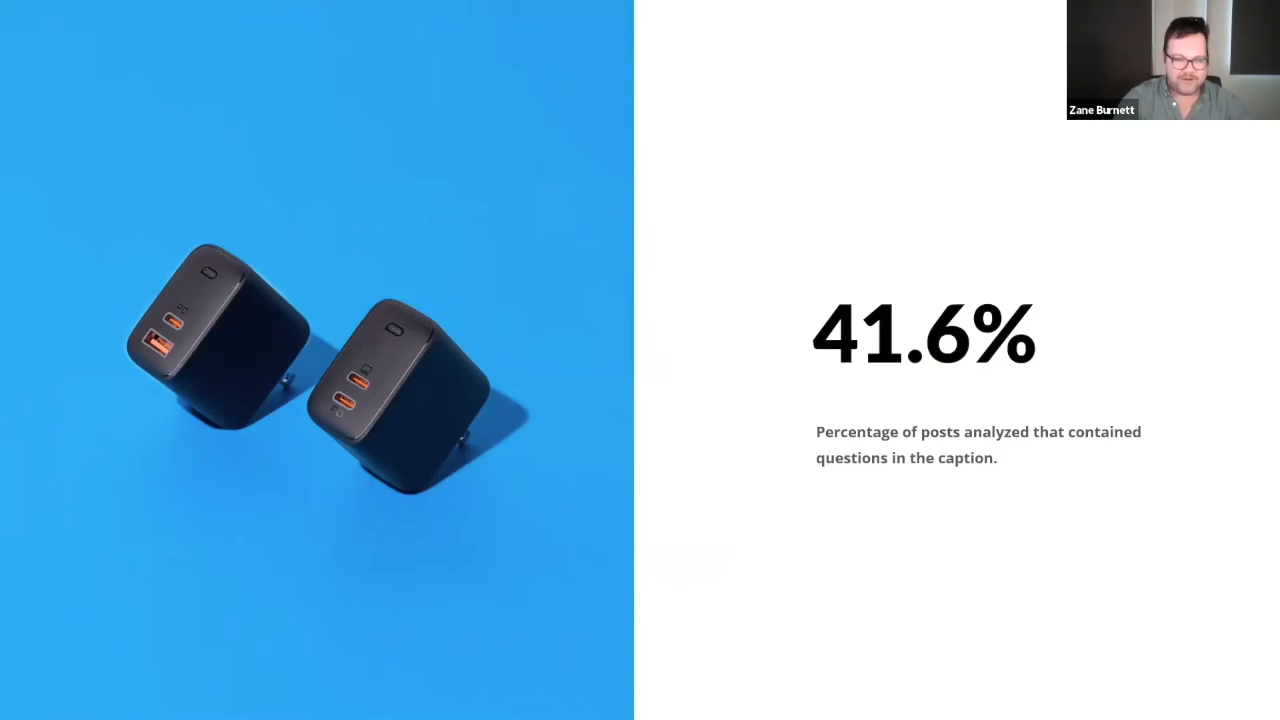 Zane Burnett
41.6%
Percentage of posts analyzed that contained
questions in the caption.